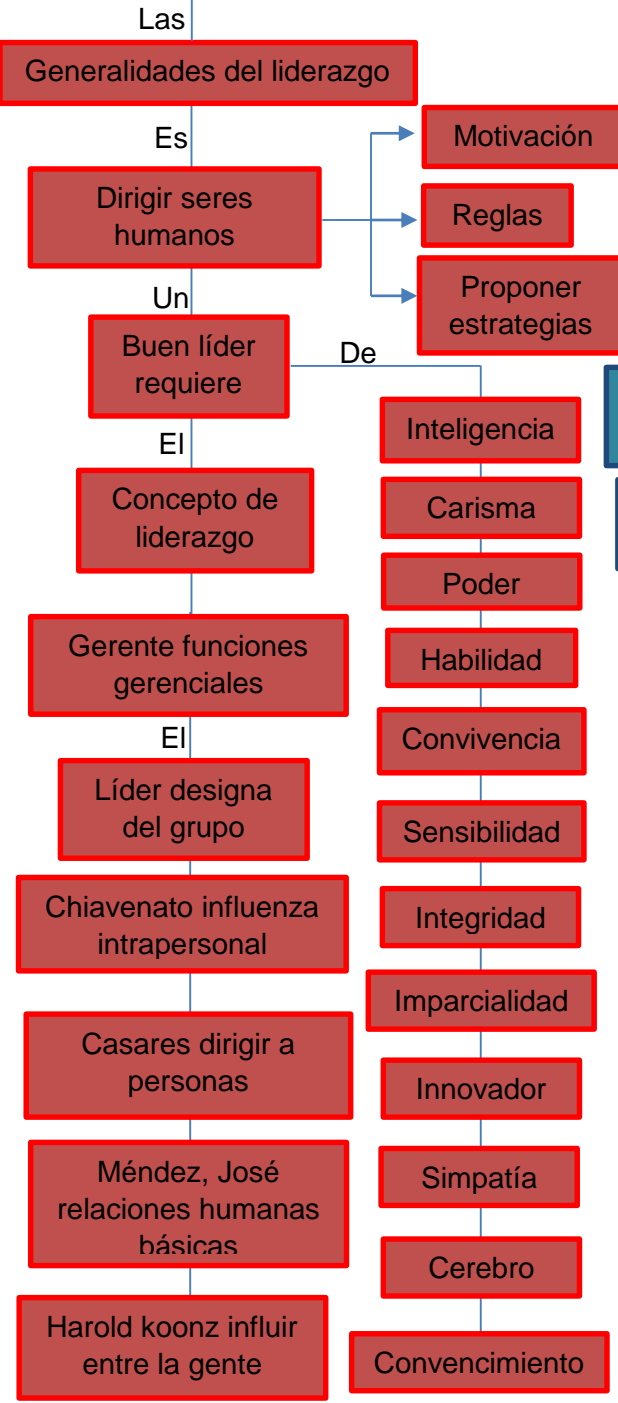 Las
Generalidades del liderazgo
Es
Dirigir seres
humanos
Motivación
Reglas
Proponer
estrategias
Un
Buen líder
requiere
De
El
Concepto de
liderazgo
Gerente funciones
gerenciales
El
Líder designa
del grupo
Chiavenato influenza
intrapersonal
Casares dirigir a
personas
Méndez, José
relaciones humanas
básicas
Harold koonz influir
entre la gente
Inteligencia
Carisma
Poder
Habilidad
Convivencia
Sensibilidad
Integridad
Imparcialidad
Innovador
Simpatía
Cerebro
Convencimiento